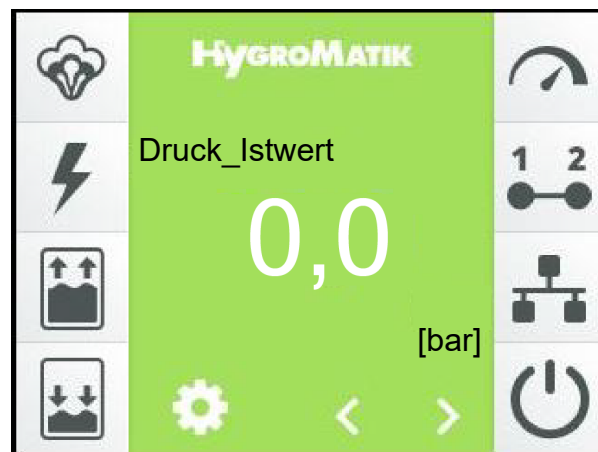 HYGROMATIK
Druck_Istwert
1 2
0,0
[bar]